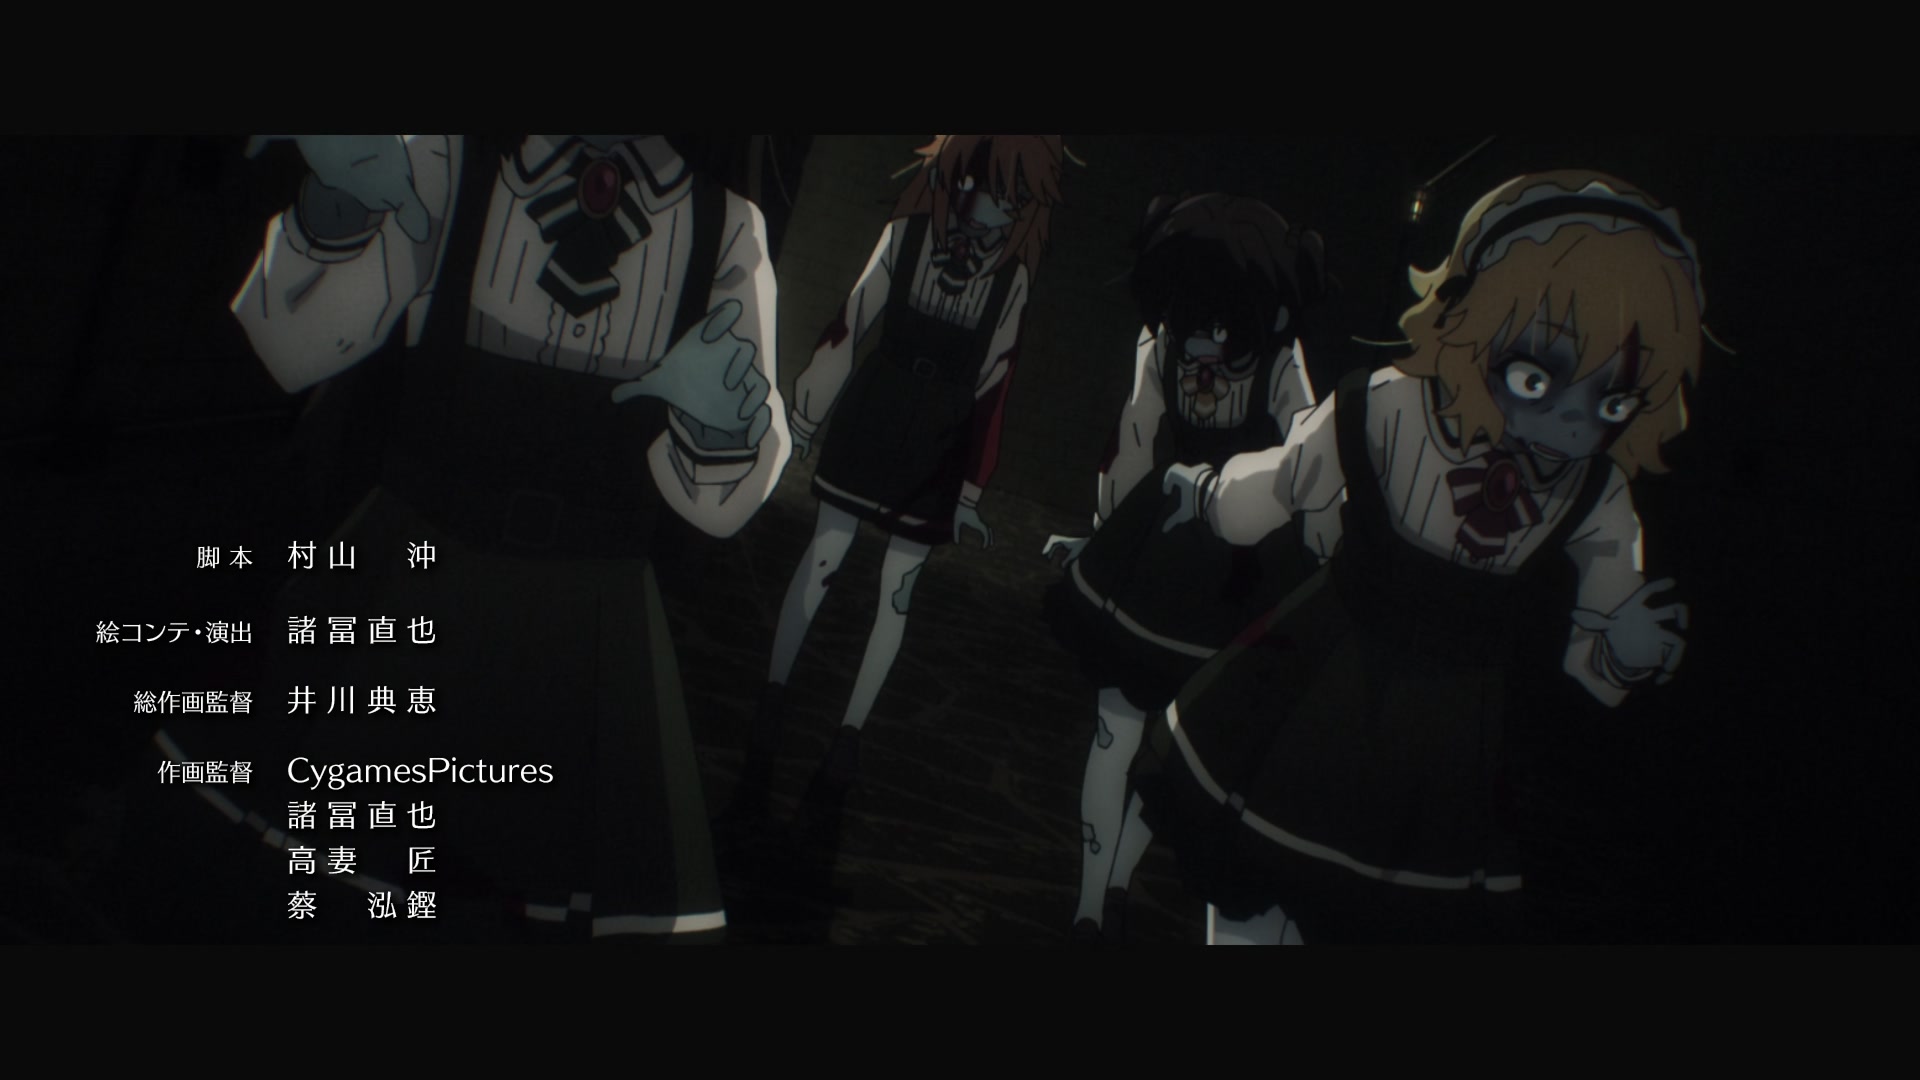 脚本 村山 沖
絵コンテ・演出 諸冨直也
総作画監督 井川典恵
作画監督 CygamesPictures
諸冨直也
高妻 匠
蔡 泓鏗